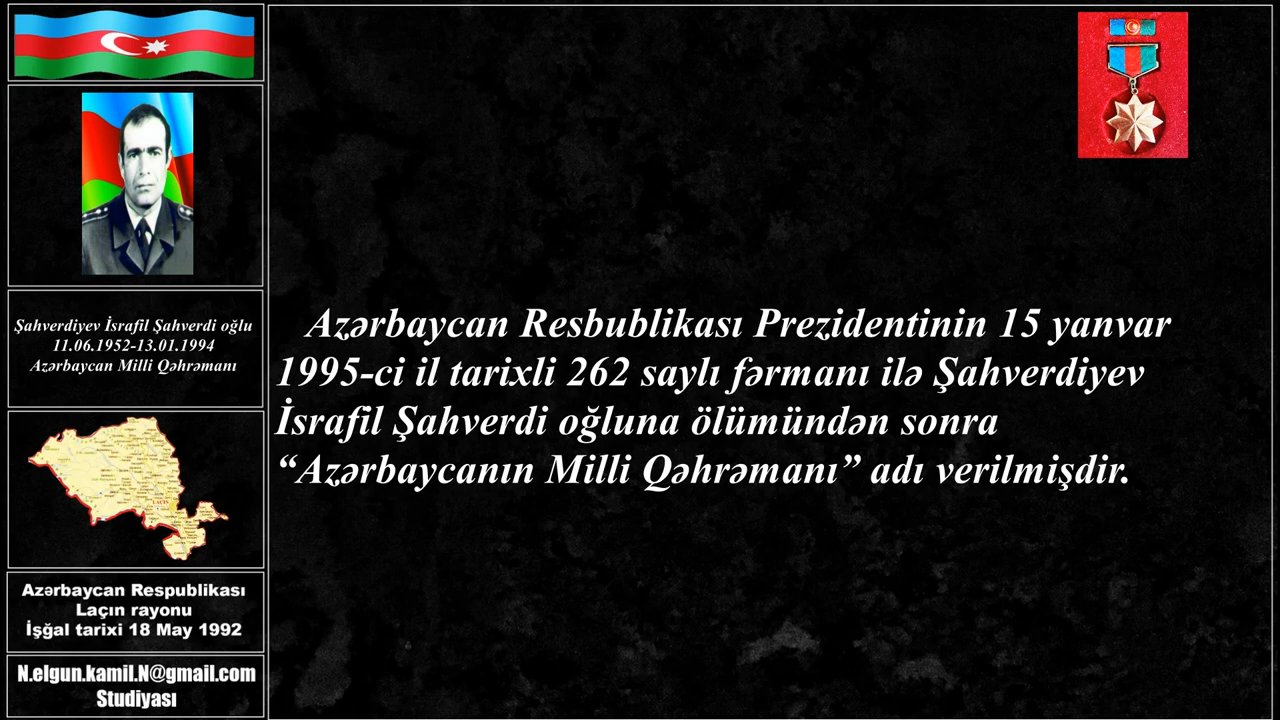 Şahverdiyev İsrafil Şahverdi oğlu
11.06.1952-13.01.1994
Azərbaycan Milli Qəhrəmanı
LAÇIN
Azərbaycan Respublikası
Laçın rayonu
İşğal tarixi 18 May 1992
N.elgun.kamil.N@gmail.com
Studiyası
Azərbaycan Resbublikası Prezidentinin 15 yanvar
1995-ci il tarixli 262 saylı fərmanı ilə Şahverdiyev
İsrafil Şahverdi oğluna ölümündən sonra
“Azərbaycanın Milli Qəhrəmanı” adı verilmişdir.